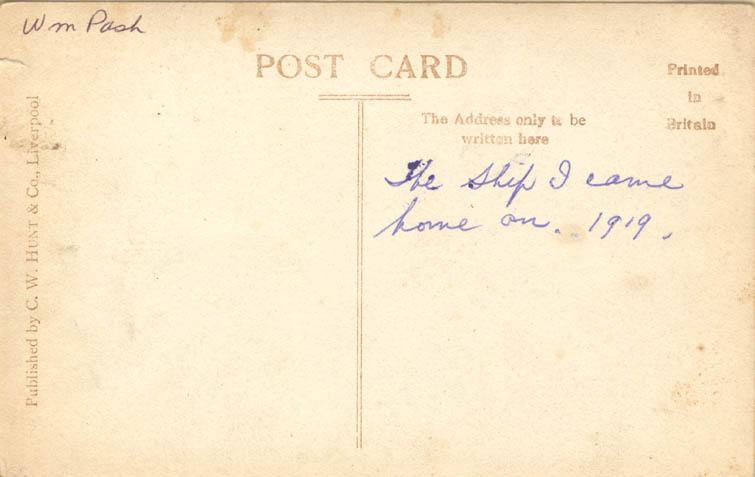 Wm Pash
POST CARD
Printed
in
Britain
The Address only to be
written here
The Ship I came
home on. 1919.
Published by C. W. HUNT & Co., Liverpool